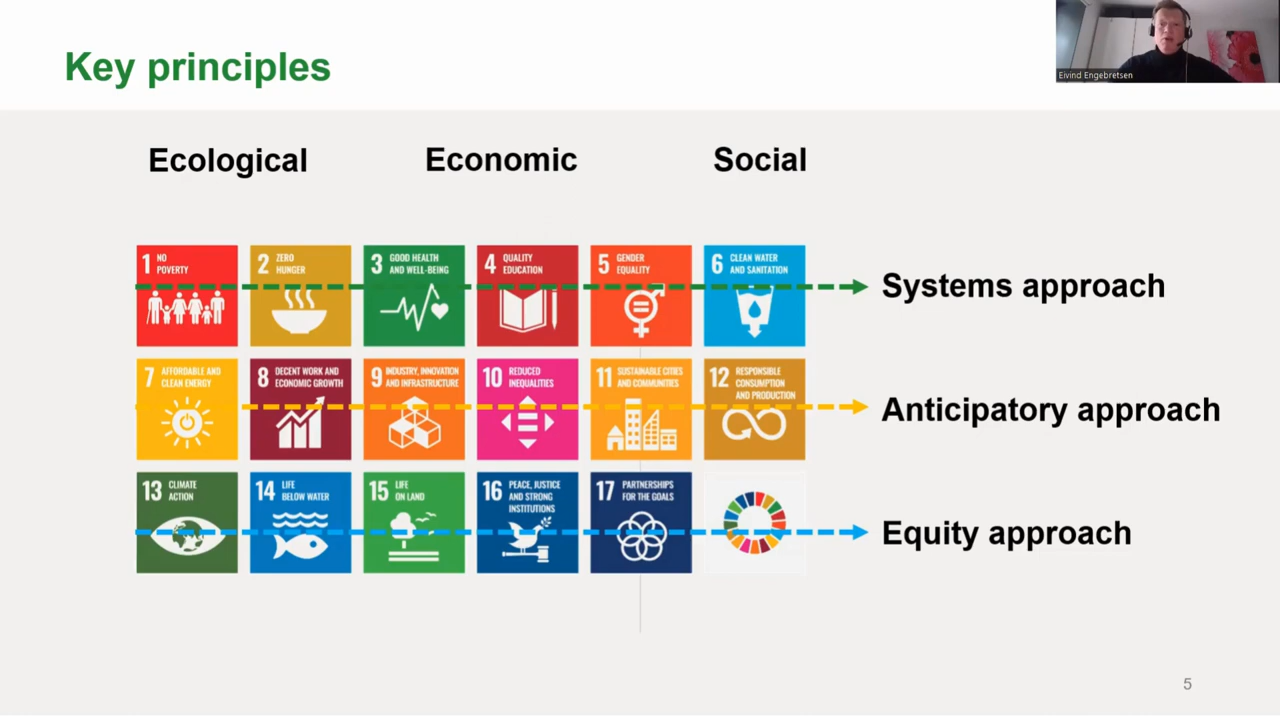 Key principles
Eivind Engebretsen
Ecological Economic Social
1 NO
POVERTY
2 ZERO
HUNGER
3 GOOD HEALTH
AND WELL-BEING
4 QUALITY
EDUCATION
5 GENDER
EQUALITY
6 CLEAN WATER
AND SANITATION
Systems approach
7 AFFORDABLE AND
CLEAN ENERGY
8 DECENT WORK AND
ECONOMIC GROWTH
9 INDUSTRY, INNOVATION
AND INFRASTRUCTURE
10 REDUCED
INEQUALITIES
11 SUSTAINABLE CITIES
AND COMMUNITIES
12 RESPONSIBLE
CONSUMPTION
AND PRODUCTION
Anticipatory approach
13 CLIMATE
ACTION
14 LIFE
BELOW WATER
15 LIFE
ON LAND
16 PEACE, JUSTICE
AND STRONG
INSTITUTIONS
17 PARTNERSHIPS
FOR THE GOALS
Equity approach
5